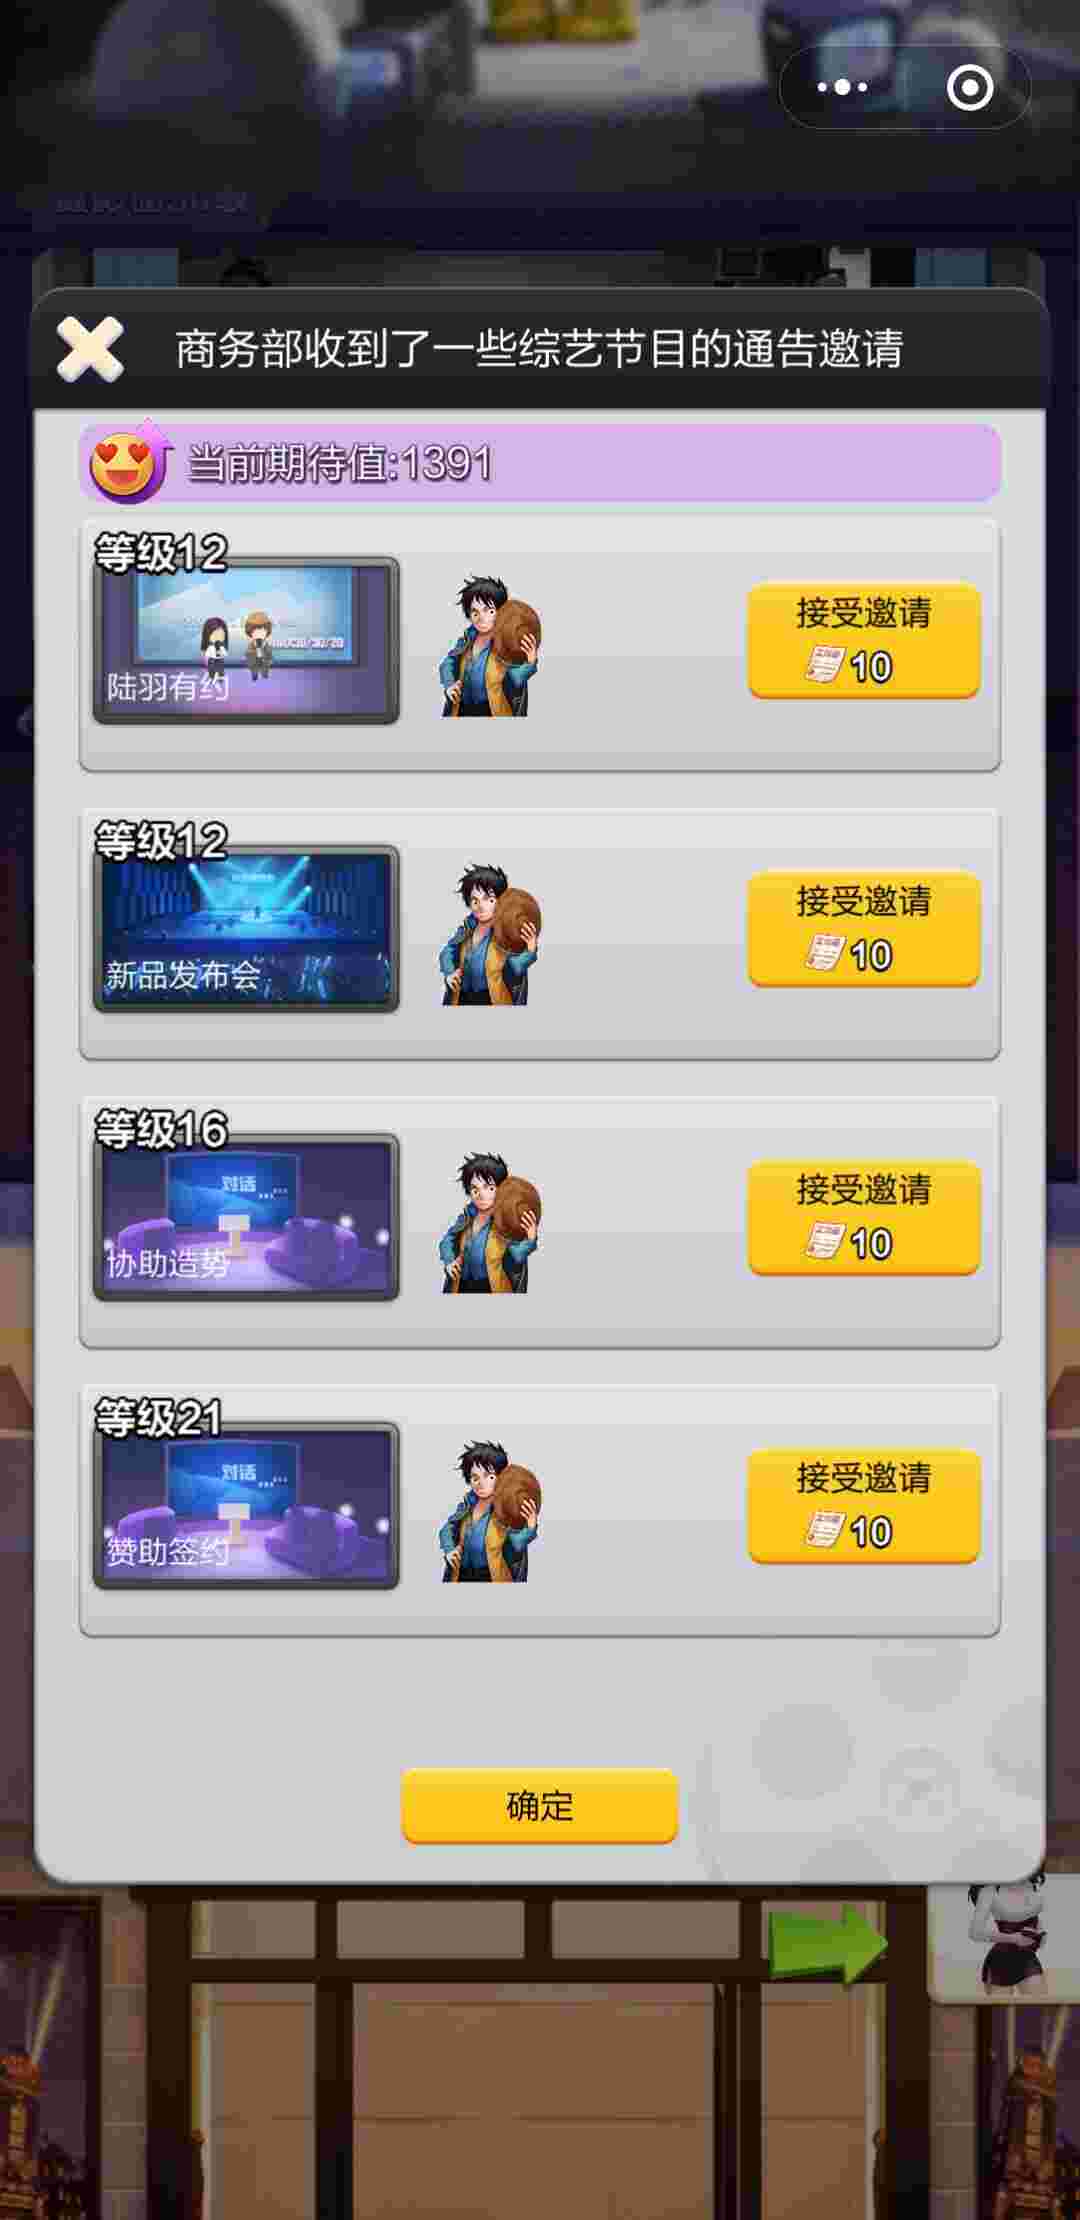 商务部收到了一些综艺节目的通告邀请
当前期待值:1391
等级12
陆羽有约
接受邀请
10
等级12
新品发布会
接受邀请
10
等级16
对话
协助造势
接受邀请
10
等级21
对话
赞助签约
接受邀请
10
确定